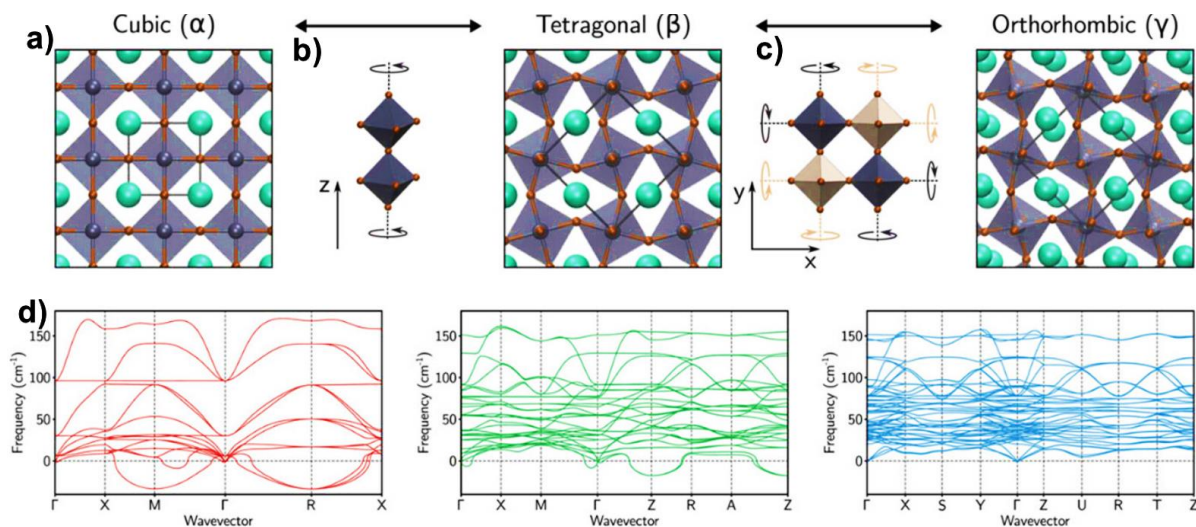 Cubic (α)
Tetragonal (β)
Orthorhombic (γ)
a)
b)
c)
z
y
x
d)
Frequency (cm⁻¹)
150
100
50
0
Γ X M Γ R X
Wavevector
Frequency (cm⁻¹)
150
100
50
0
Γ X M Γ Z R A Z
Wavevector
Frequency (cm⁻¹)
150
100
50
0
Γ X S Y Γ Z U R T Z
Wavevector